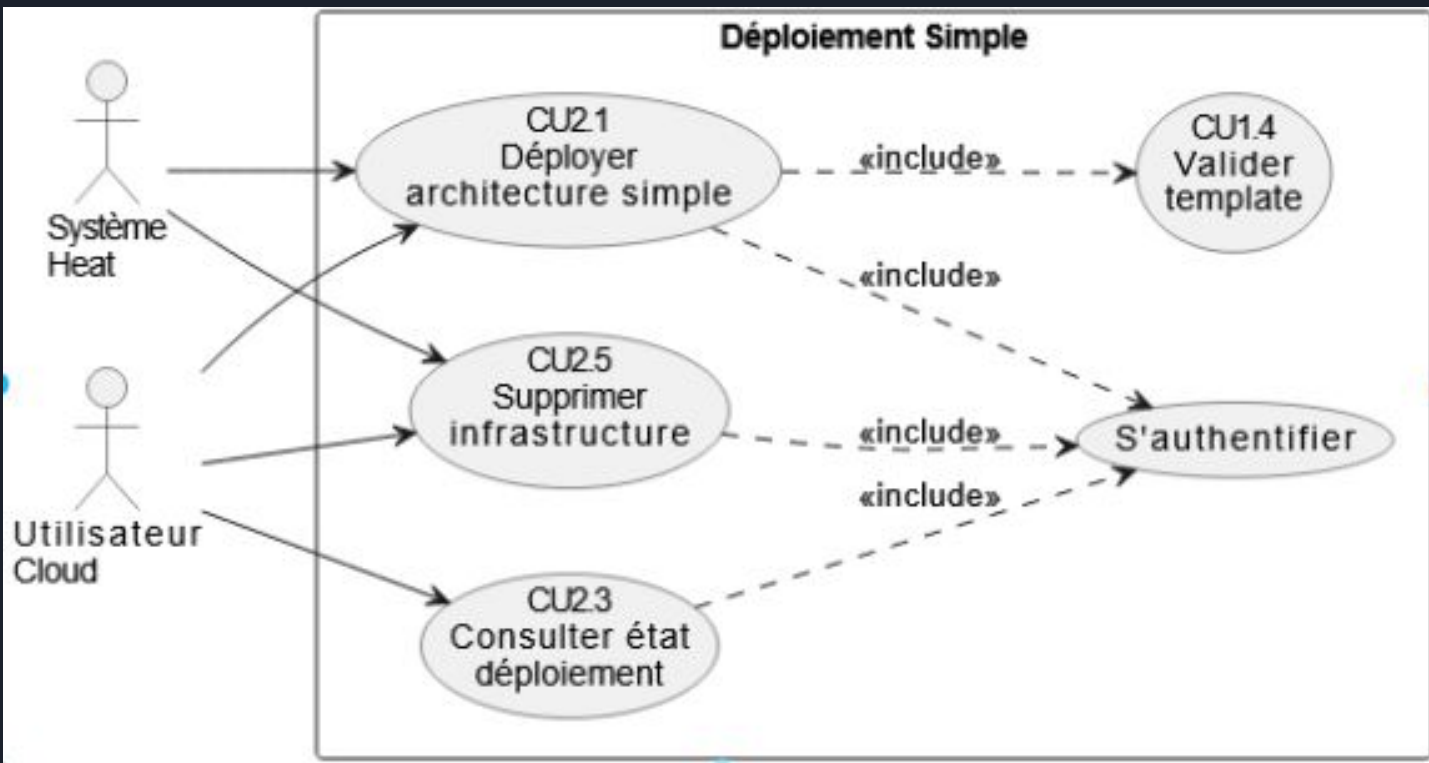 Déploiement Simple
Système
Heat
CU2.1
Déployer
architecture simple
«include»
CU1.4
Valider
template
«include»
CU2.5
Supprimer
infrastructure
«include»
S'authentifier
«include»
Utilisateur
Cloud
CU2.3
Consulter état
déploiement